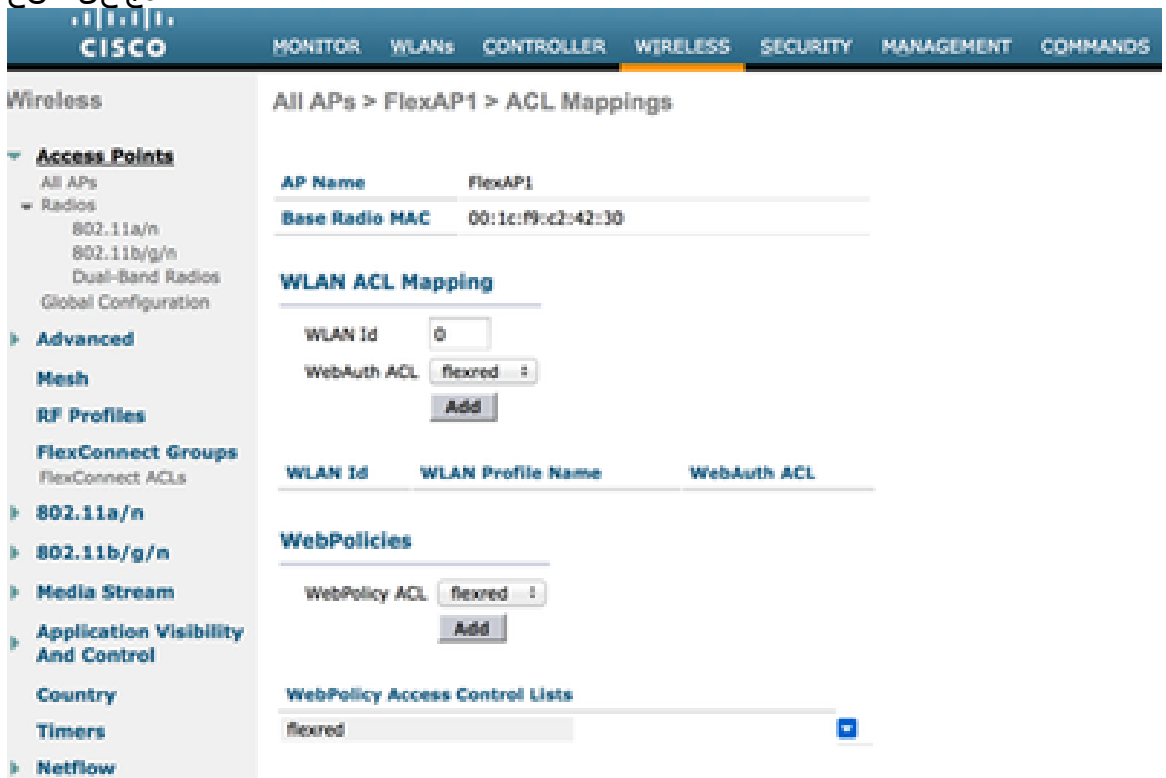 CISCO
MONITOR WLANs CONTROLLER WIRELESS SECURITY MANAGEMENT COMMANDS
Wireless
Access Points
All APs
Radios
802.11a/n
802.11b/g/n
Dual-Band Radios
Global Configuration
Advanced
Mesh
RF Profiles
FlexConnect Groups
FlexConnect ACLs
802.11a/n
802.11b/g/n
Media Stream
Application Visibility
And Control
Country
Timers
Netflow
All APs > FlexAP1 > ACL Mappings
AP Name FlexAP1
Base Radio MAC 00:1c:f9:c2:42:30
WLAN ACL Mapping
WLAN Id 0
WebAuth ACL flexred
Add
WLAN Id WLAN Profile Name WebAuth ACL
WebPolicies
WebPolicy ACL flexred
Add
WebPolicy Access Control Lists
flexred